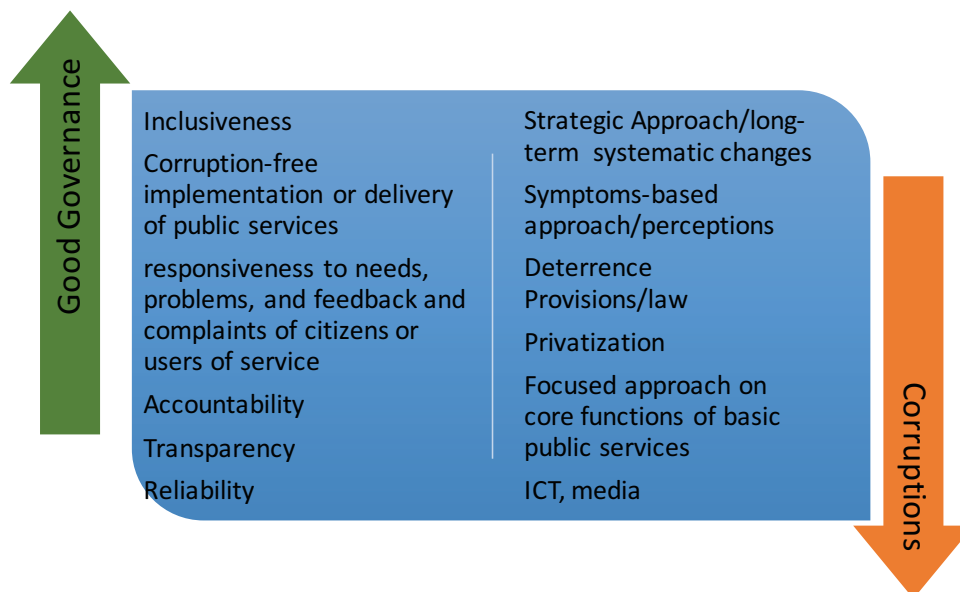 Good Governance
Inclusiveness
Corruption-free
implementation or delivery
of public services
responsiveness to needs,
problems, and feedback and
complaints of citizens or
users of service
Accountability
Transparency
Reliability
Strategic Approach/long-
term systematic changes
Symptoms-based
approach/perceptions
Deterrence
Provisions/law
Privatization
Focused approach on
core functions of basic
public services
ICT, media
Corruptions